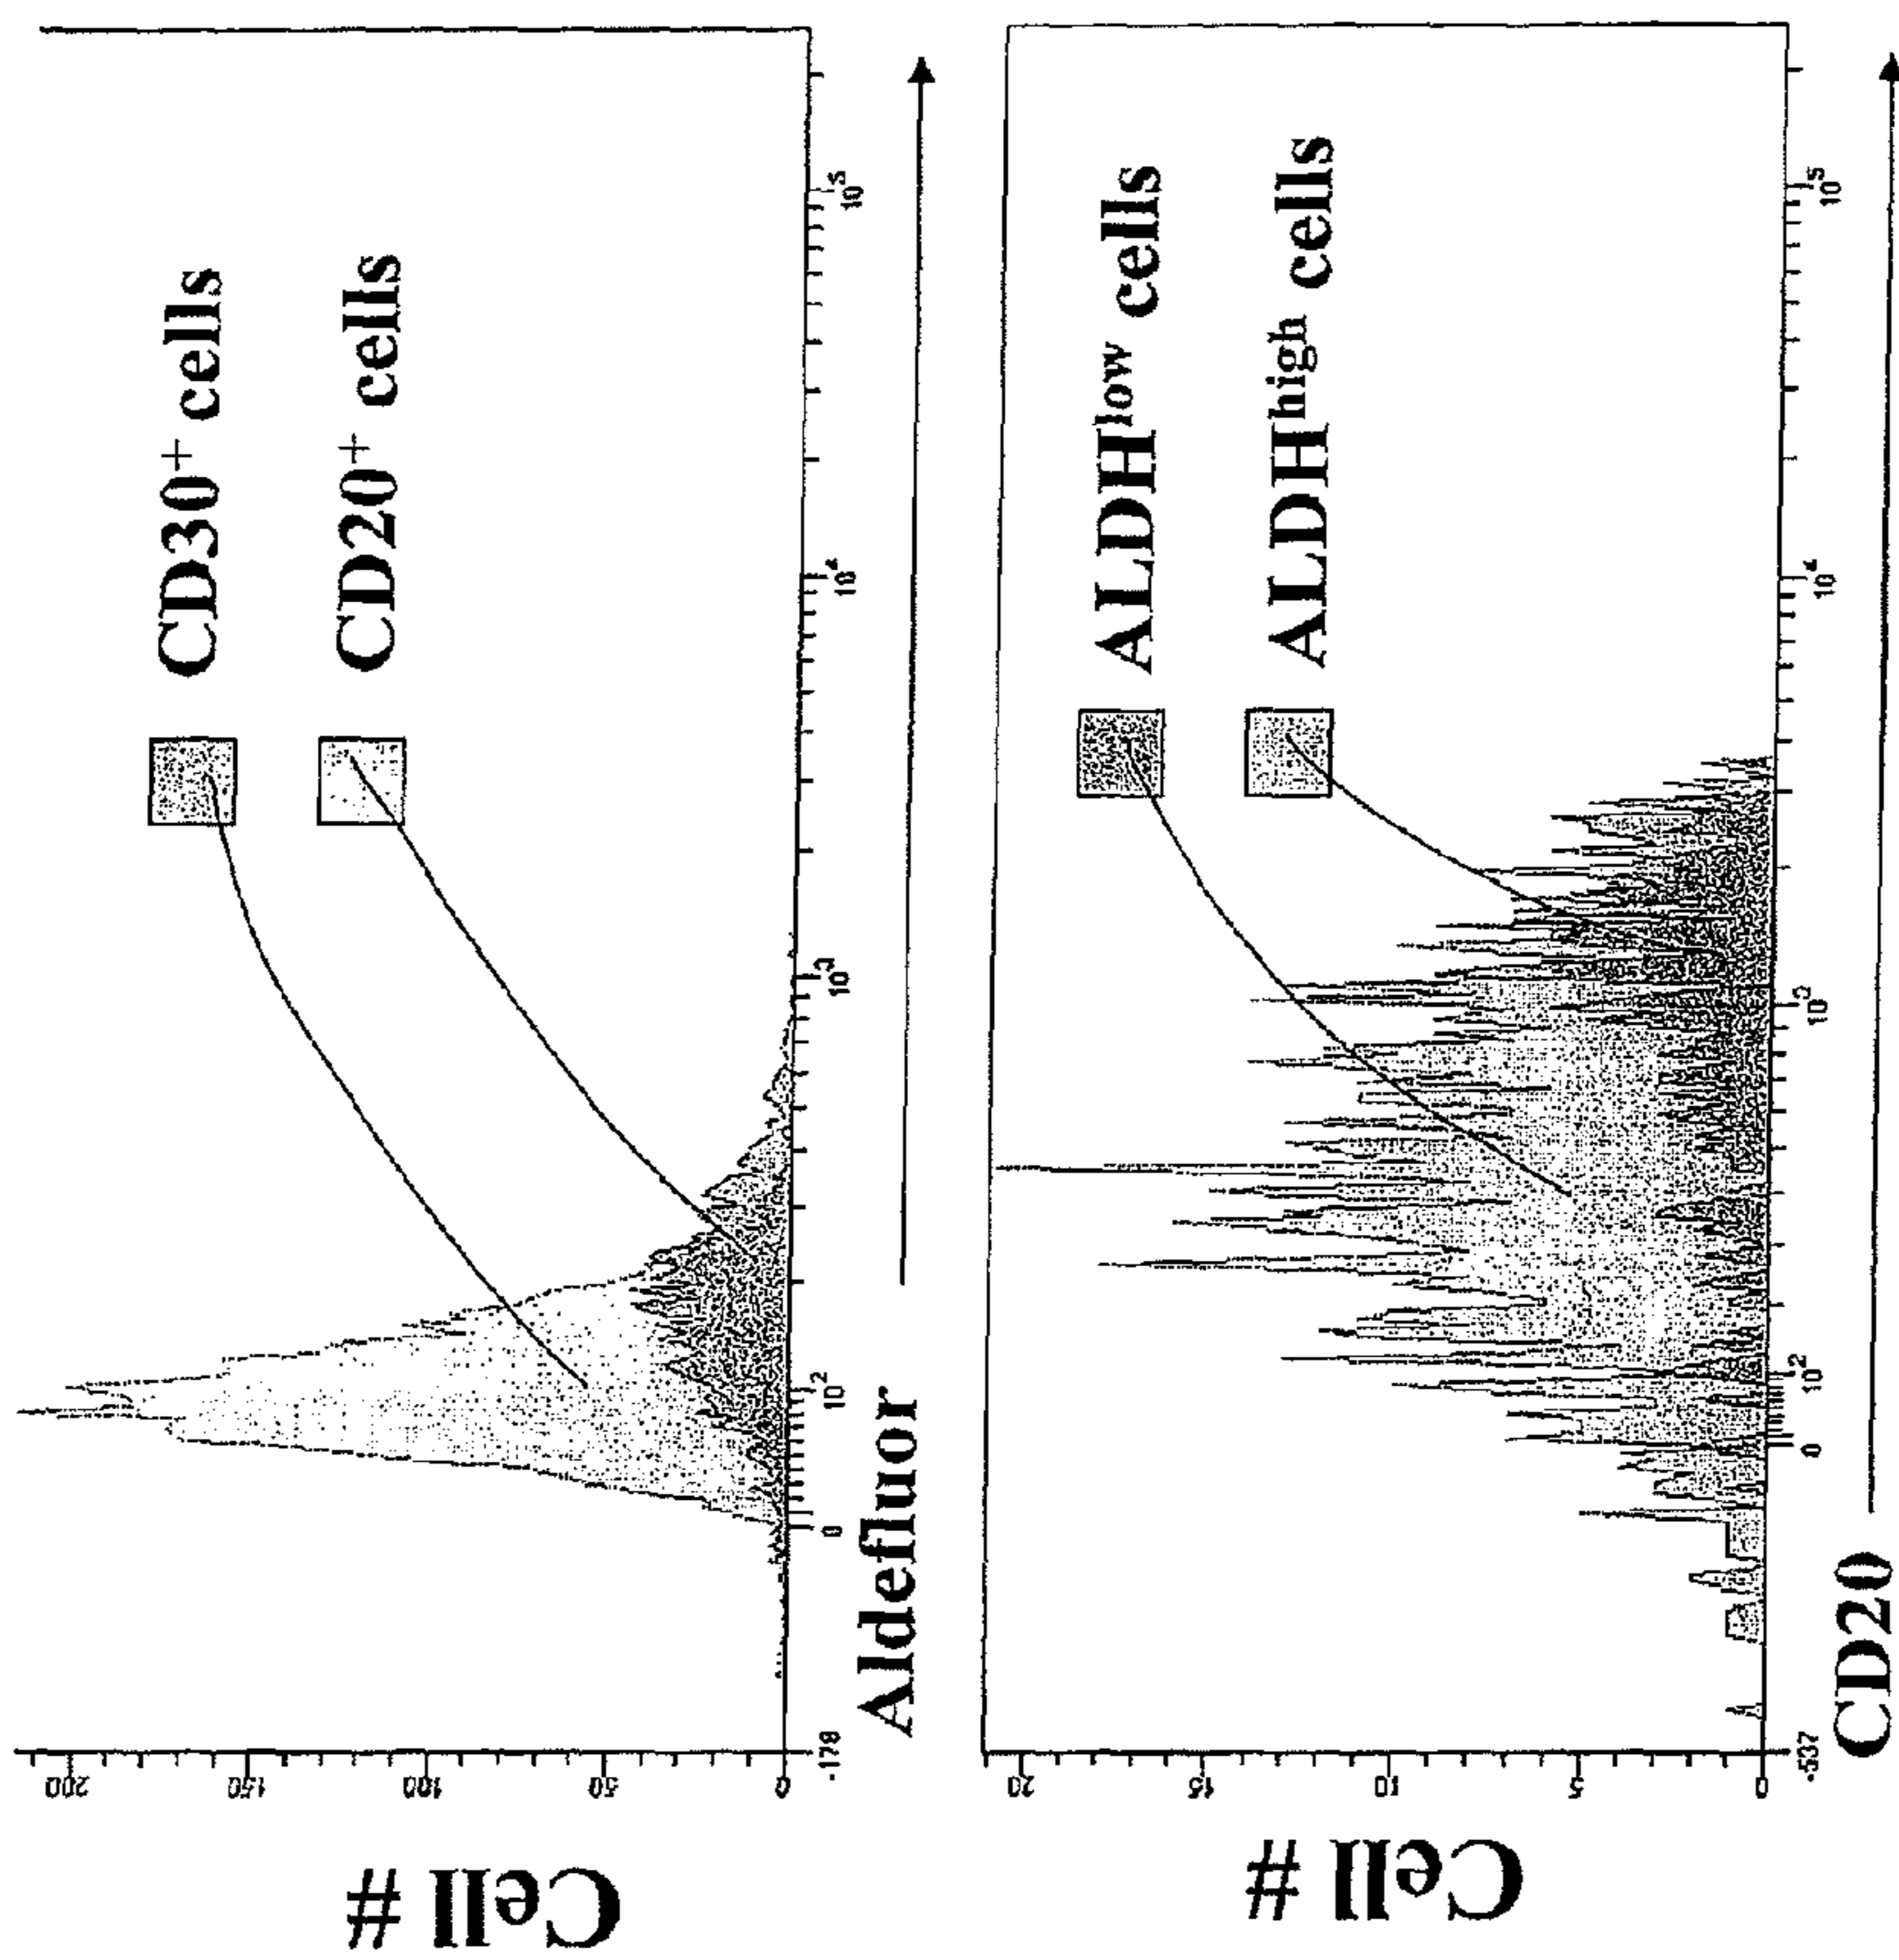 Cell #
200
150
100
50
0
CD30+ cells
CD20+ cells
-178
0
10²
10³
10⁴
10⁵
Aldefluor
Cell #
20
15
10
5
0
ALDHlow cells
ALDHhigh cells
-537
0
10²
10³
10⁴
10⁵
CD20